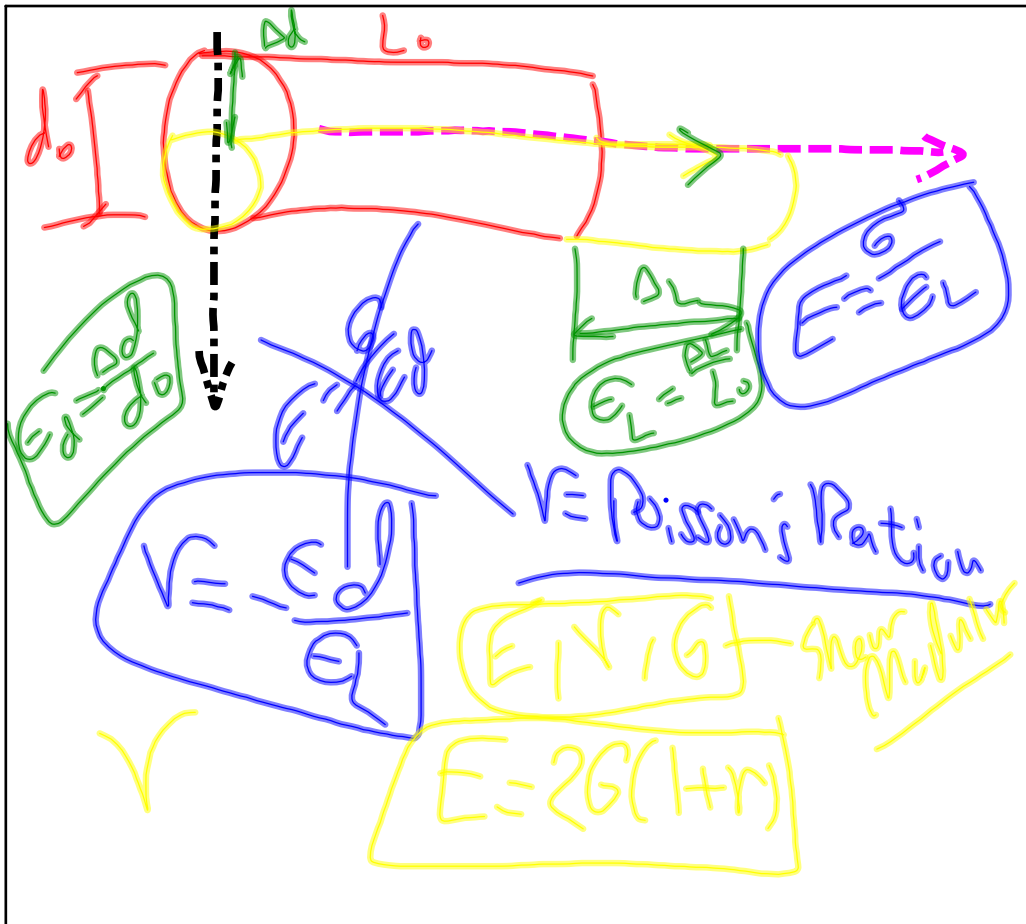 Δd
L₀
d₀
ΔL
E = σ/ϵL
ϵd = Δd/d₀
E = σ/ϵd
ϵL = ΔL/L₀
ν = Poisson's Ration
ν = - ϵd/ϵL
E, ν, G — Shear Modulus
ν
E = 2G(1+ν)